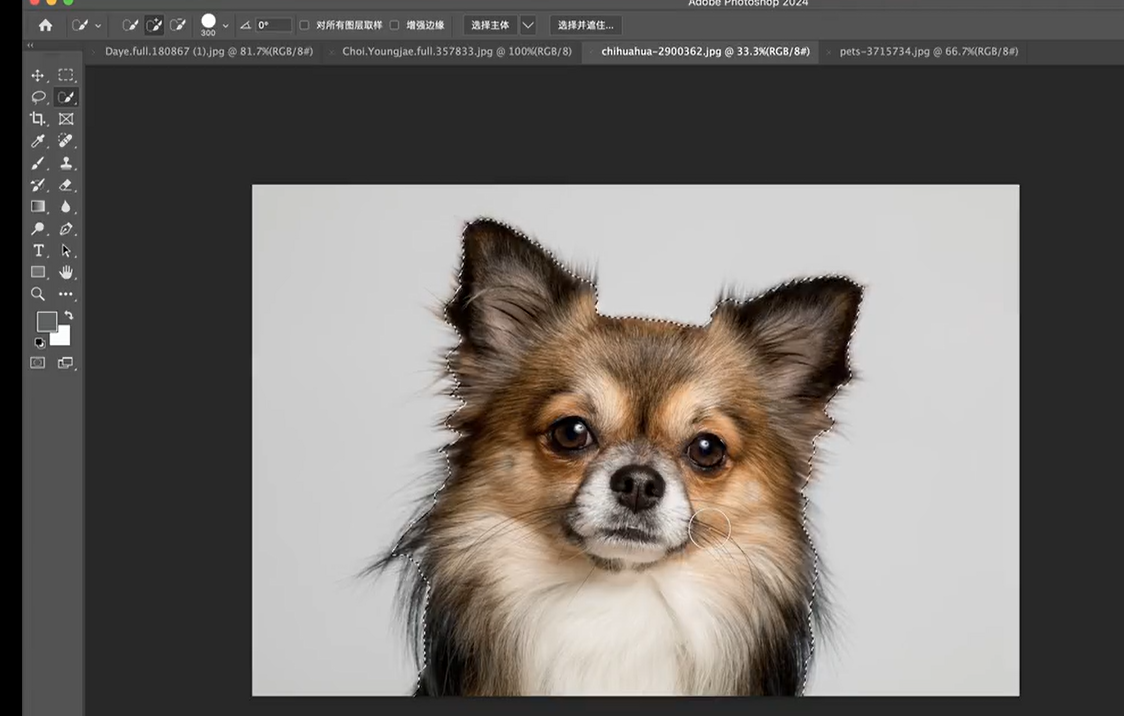 Adobe Photoshop 2024
300 0° 对所有图层取样 增强边缘 选择主体 选择并遮住...
Daye.full.180867 (1).jpg @ 81.7%(RGB/8#) Choi.Youngjae.full.357833.jpg @ 100%(RGB/8) chihuahua-2900362.jpg @ 33.3%(RGB/8#) pets-3715734.jpg @ 66.7%(RGB/8#)